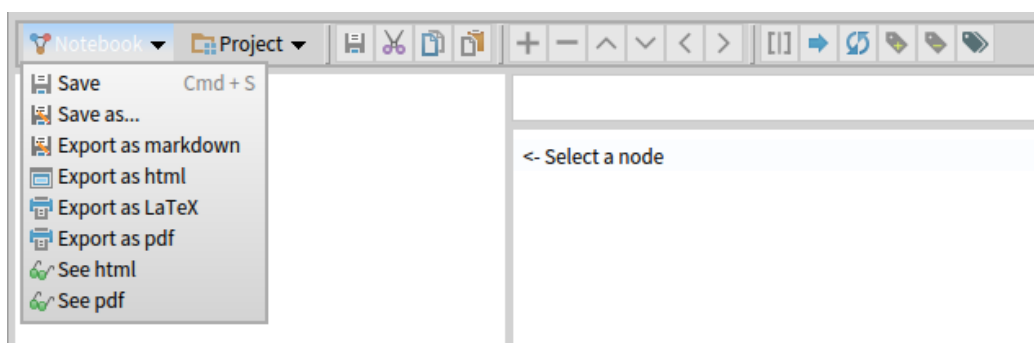 Notebook Project
Save Cmd + S
Save as...
Export as markdown
Export as html
Export as LaTeX
Export as pdf
See html
See pdf
<- Select a node